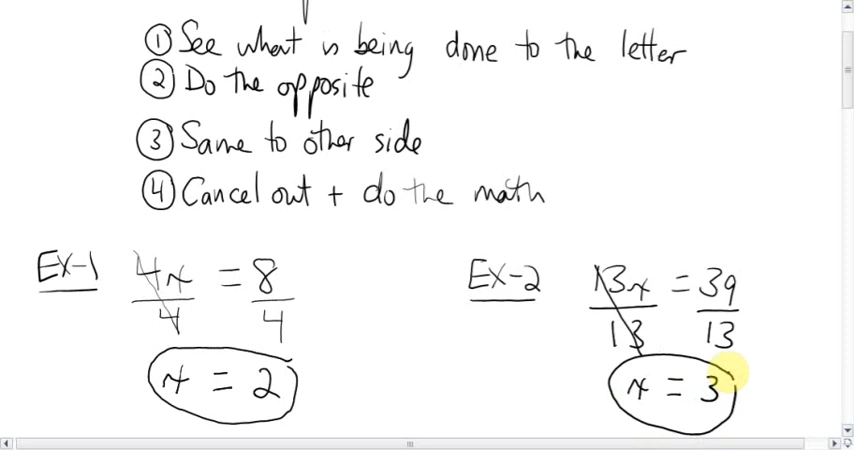 ① See what is being done to the letter
② Do the opposite
③ Same to other side
④ Cancel out + do the math
Ex-1
4x = 8
4 4
x = 2
Ex-2
13x = 39
13 13
x = 3